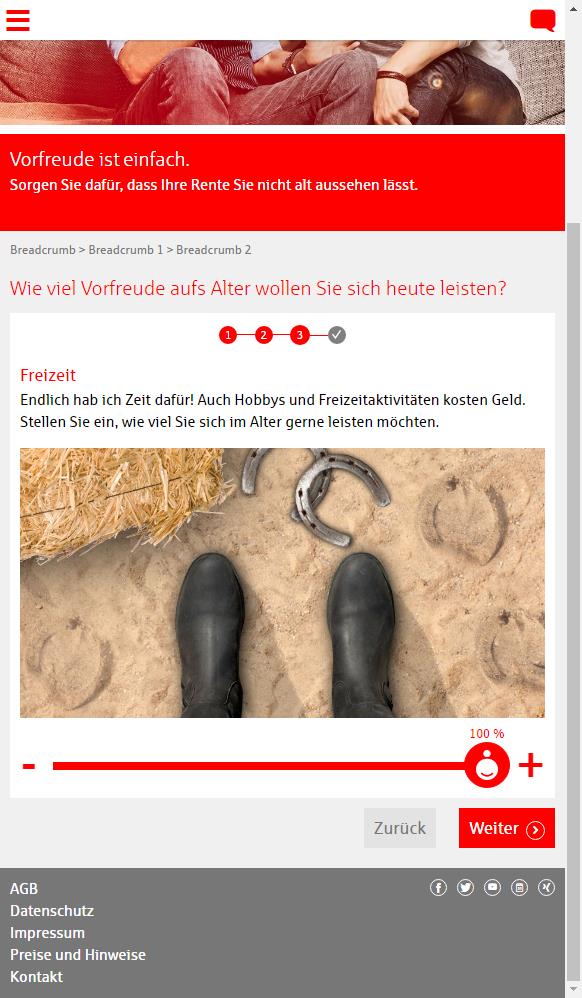 Vorfreude ist einfach.
Sorgen Sie dafür, dass Ihre Rente Sie nicht alt aussehen lässt.
Breadcrumb > Breadcrumb 1 > Breadcrumb 2
Wie viel Vorfreude aufs Alter wollen Sie sich heute leisten?
1 2 3
Freizeit
Endlich hab ich Zeit dafür! Auch Hobbys und Freizeitaktivitäten kosten Geld.
Stellen Sie ein, wie viel Sie sich im Alter gerne leisten möchten.
100 %
- +
Zurück Weiter
AGB
Datenschutz
Impressum
Preise und Hinweise
Kontakt